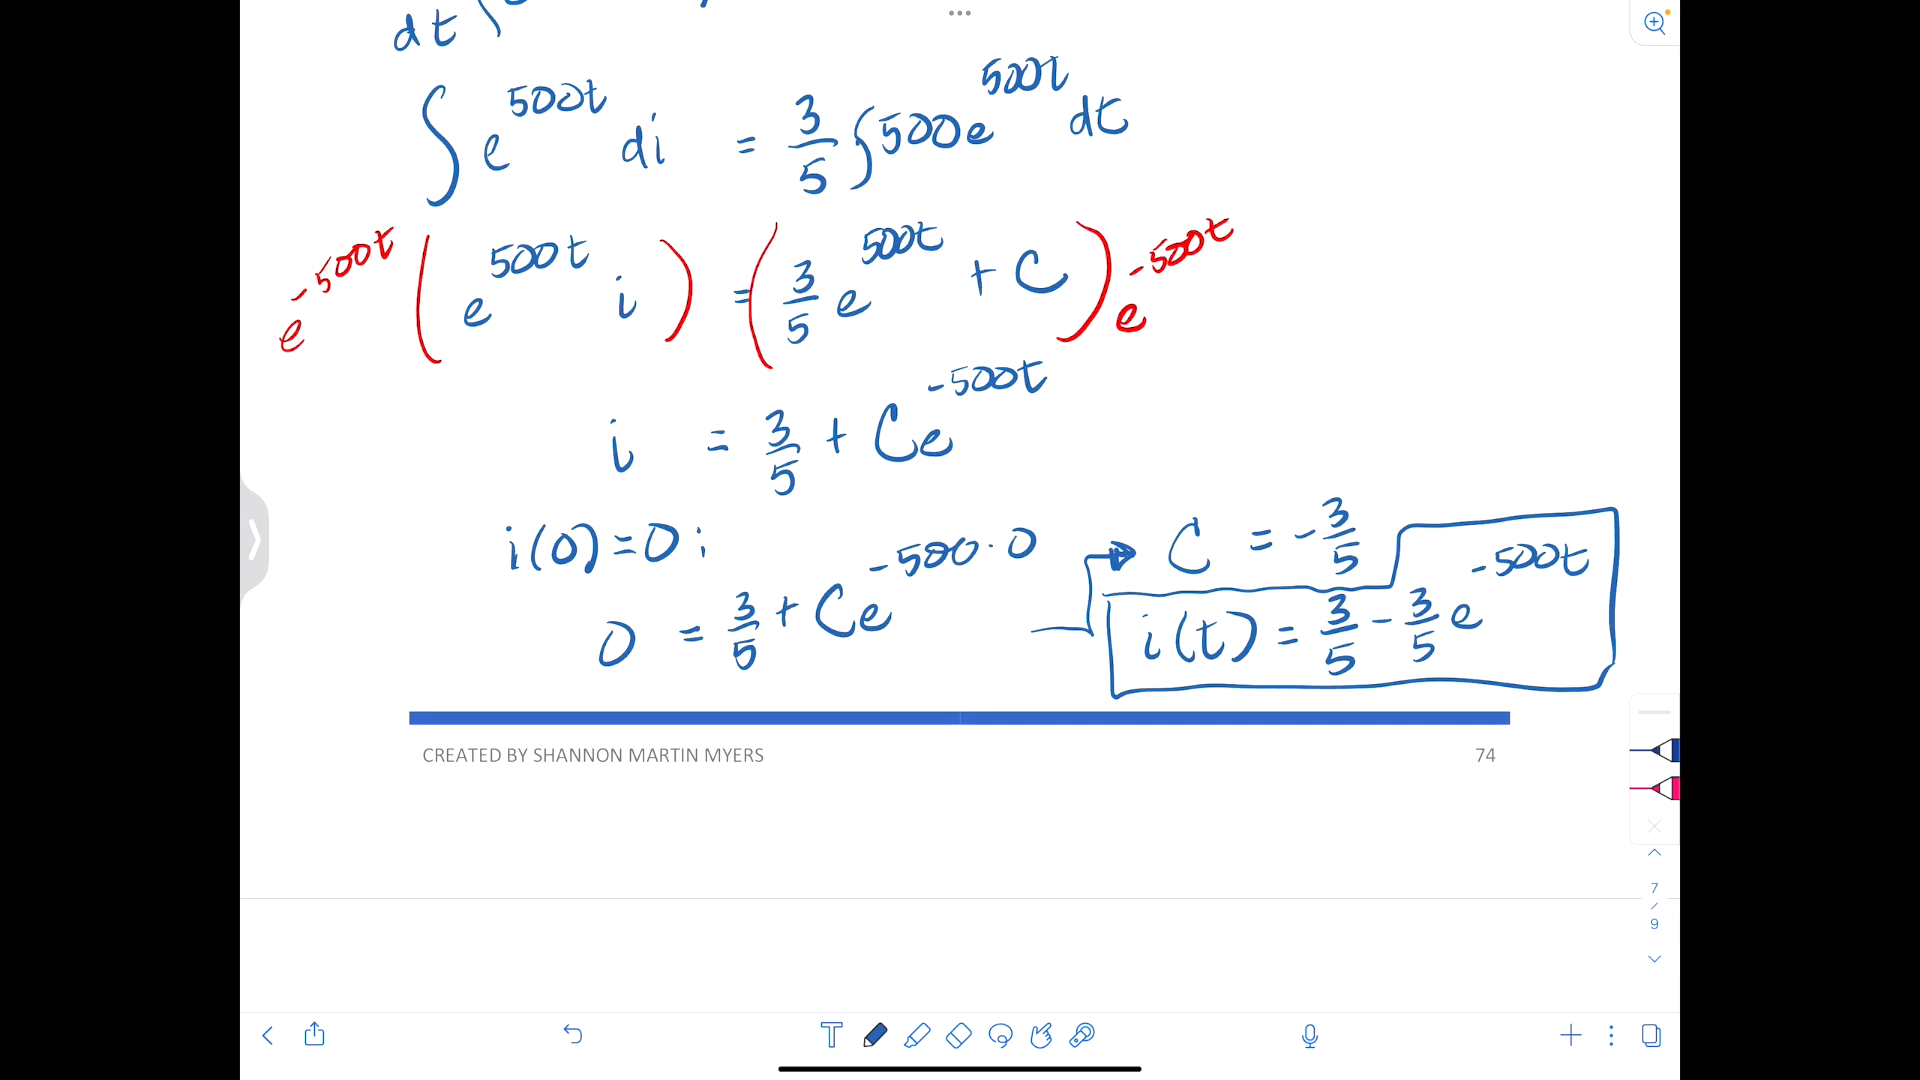 dt
∫ e^500t di = 3/5 ∫ 500e^500t dt
e^-500t ( e^500t i ) = ( 3/5 e^500t + C ) e^-500t
i = 3/5 + Ce^-500t
i(0)=0 ;
0 = 3/5 + Ce^-500·0 → C = -3/5
i(t) = 3/5 - 3/5 e^-500t
CREATED BY SHANNON MARTIN MYERS 74
7
/
9